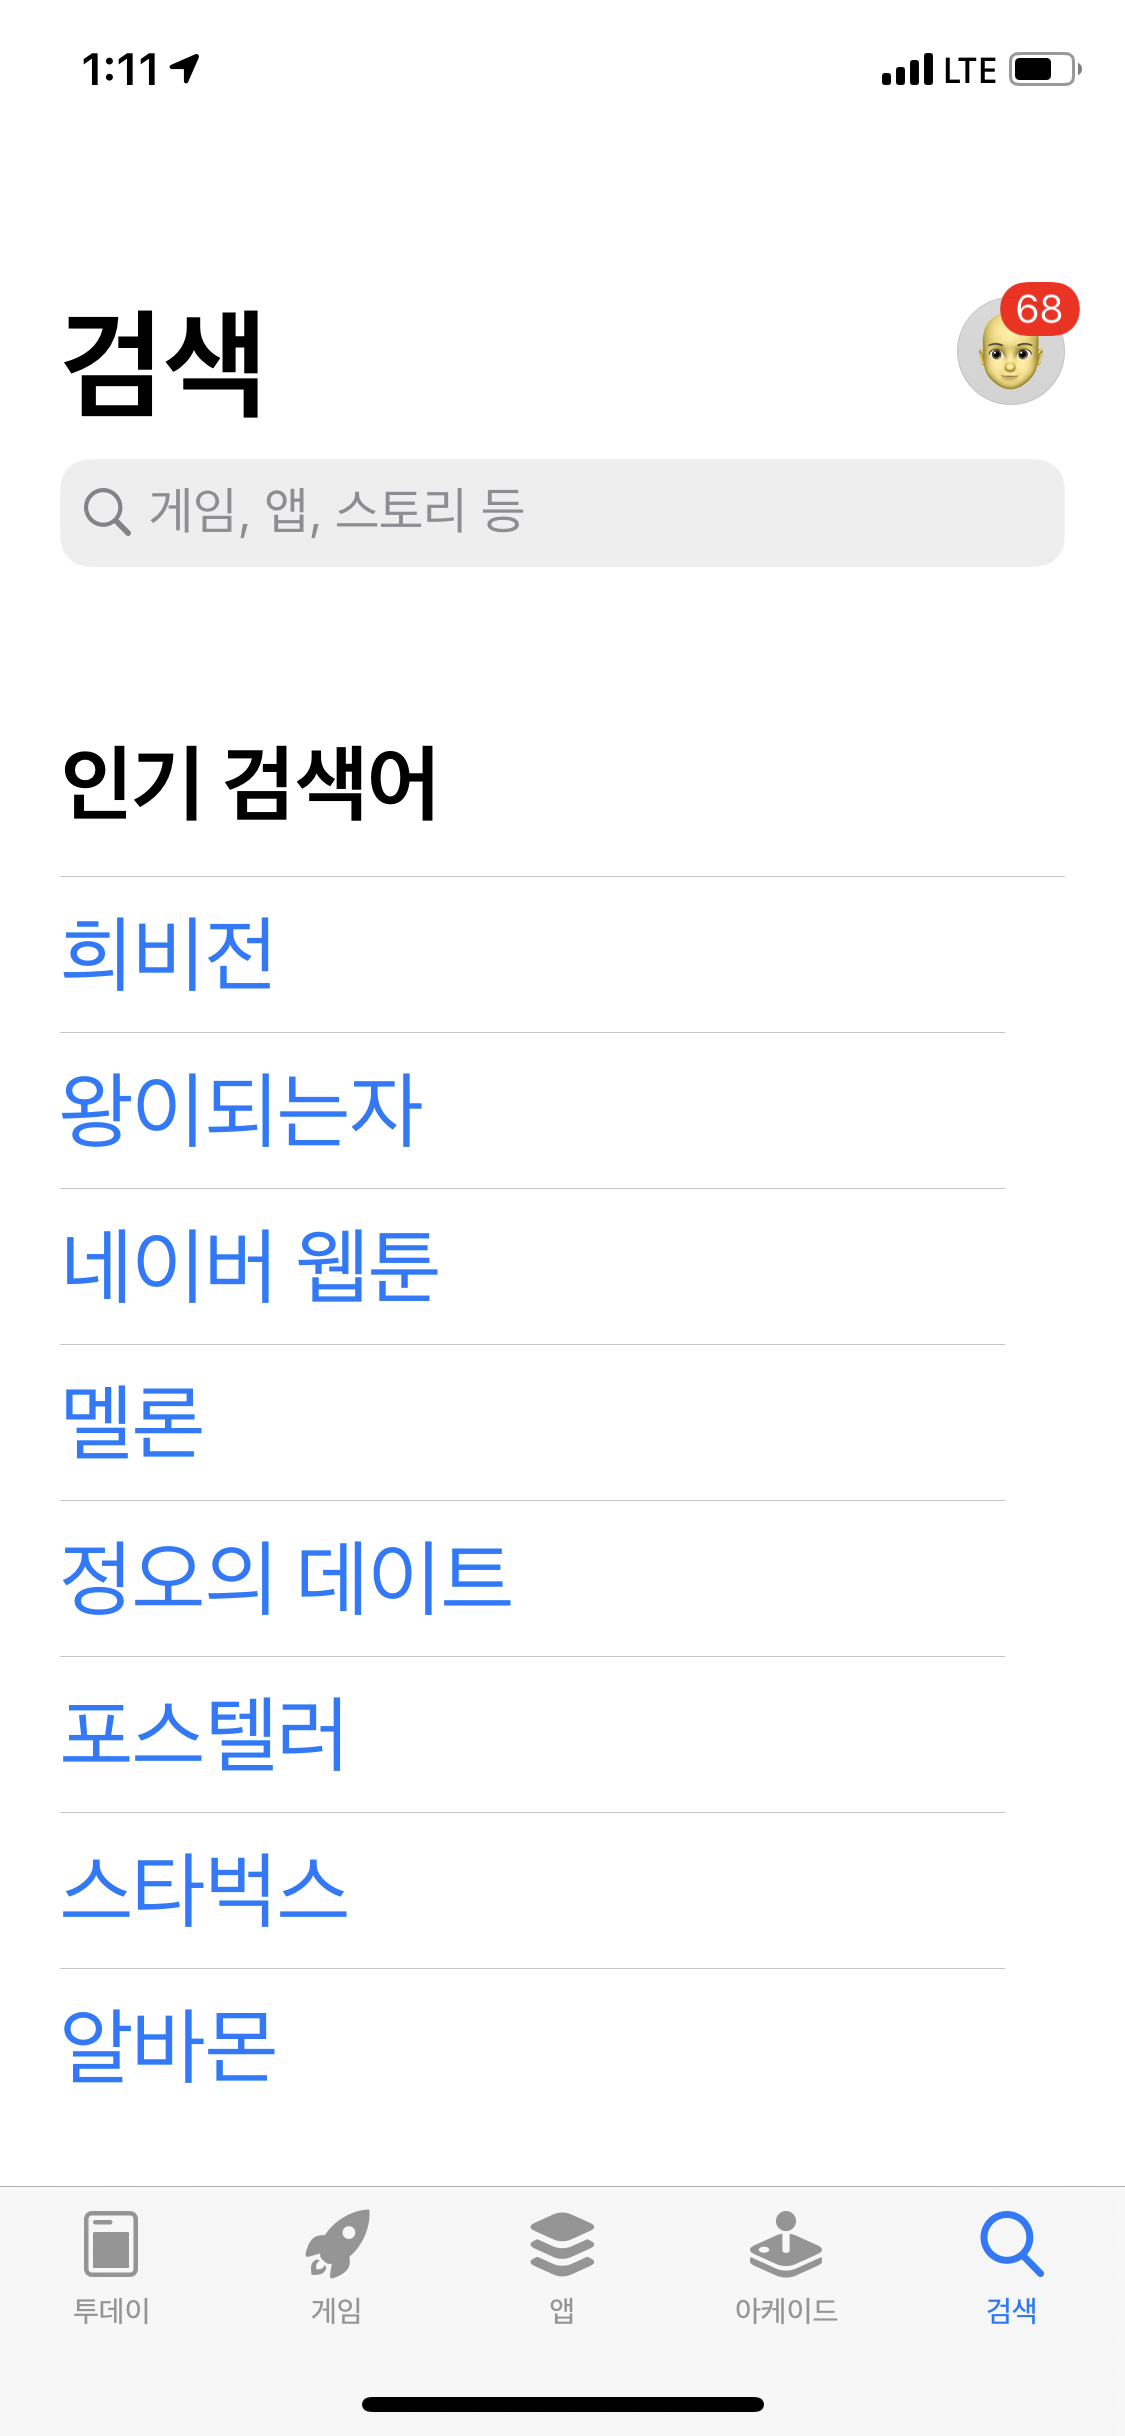 1:11
LTE
68
검색
게임, 앱, 스토리 등
인기 검색어
희비전
왕이되는자
네이버 웹툰
멜론
정오의 데이트
포스텔러
스타벅스
알바몬
투데이
게임
앱
아케이드
검색